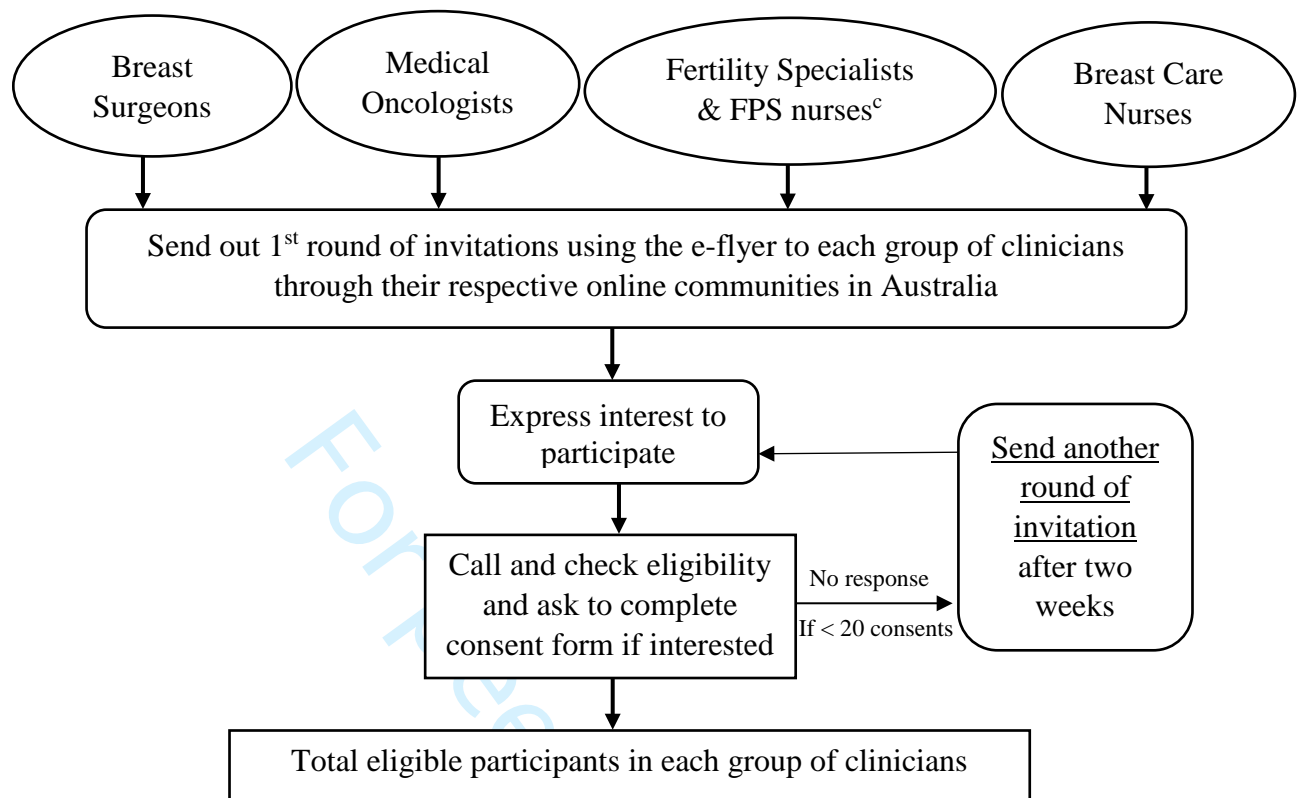 Breast
Surgeons
Medical
Oncologists
Fertility Specialists
& FPS nursesᶜ
Breast Care
Nurses
Send out 1ˢᵗ round of invitations using the e-flyer to each group of clinicians
through their respective online communities in Australia
Express interest to
participate
Send another
round of
invitation
after two
weeks
Call and check eligibility
and ask to complete
consent form if interested
No response
If < 20 consents
Total eligible participants in each group of clinicians
For